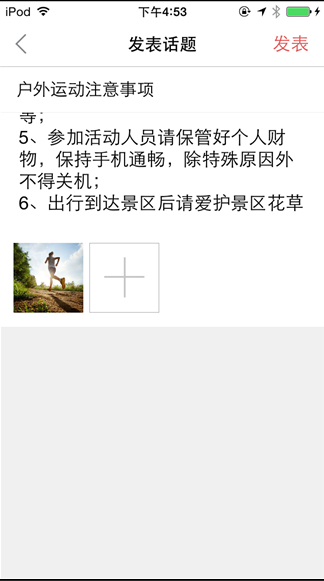 iPod 下午4:53
发表话题 发表
户外运动注意事项
等；
5、参加活动人员请保管好个人财
物，保持手机通畅，除特殊原因外
不得关机；
6、出行到达景区后请爱护景区花草